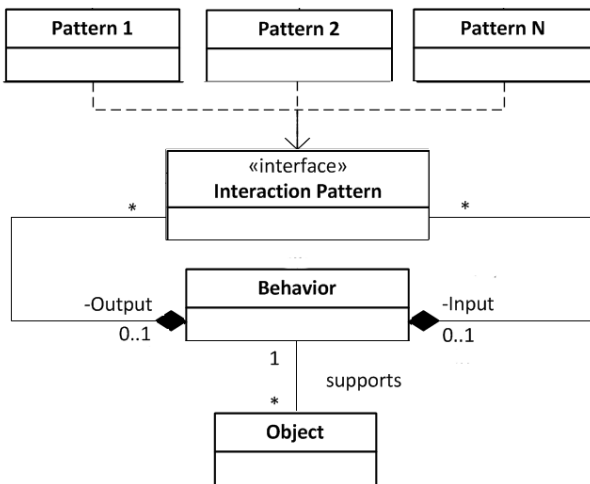 Pattern 1
Pattern 2
Pattern N
«interface»
Interaction Pattern
*
*
Behavior
-Output
-Input
0..1
0..1
1
supports
*
Object